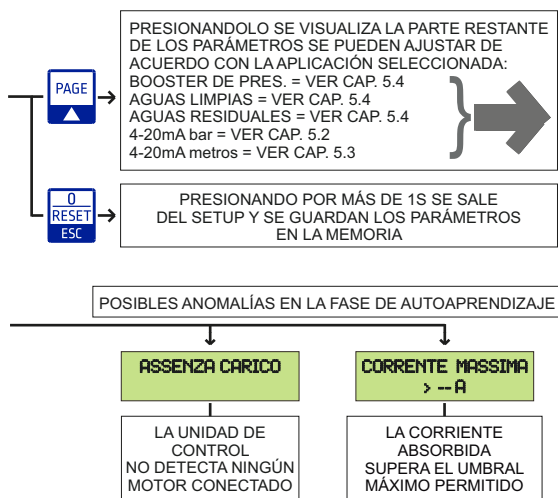 PAGE
PRESIONANDOLO SE VISUALIZA LA PARTE RESTANTE
DE LOS PARÁMETROS SE PUEDEN AJUSTAR DE
ACUERDO CON LA APLICACIÓN SELECCIONADA:
BOOSTER DE PRES. = VER CAP. 5.4
AGUAS LIMPIAS = VER CAP. 5.4
AGUAS RESIDUALES = VER CAP. 5.4
4-20mA bar = VER CAP. 5.2
4-20mA metros = VER CAP. 5.3
0
RESET
ESC
PRESIONANDO POR MÁS DE 1S SE SALE
DEL SETUP Y SE GUARDAN LOS PARÁMETROS
EN LA MEMORIA
POSIBLES ANOMALÍAS EN LA FASE DE AUTOAPRENDIZAJE
ASSENZA CARICO
LA UNIDAD DE
CONTROL
NO DETECTA NINGÚN
MOTOR CONECTADO
CORRENTE MASSIMA
> --A
LA CORRIENTE
ABSORBIDA
SUPERA EL UMBRAL
MÁXIMO PERMITIDO